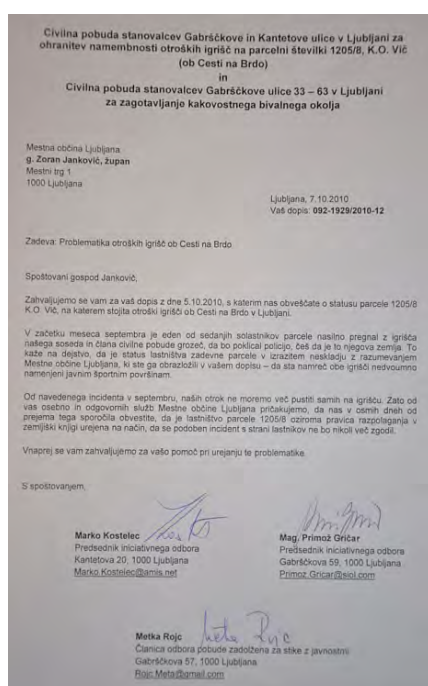 Civilna pobuda stanovalcev Gabrščkove in Kantetove ulice v Ljubljani za
ohranitev namembnosti otroških igrišč na parcelni številki 1205/8, K.O. Vič
(ob Cesti na Brdo)
in
Civilna pobuda stanovalcev Gabrščkove ulice 33 – 63 v Ljubljani
za zagotavljanje kakovostnega bivalnega okolja
Mestna občina Ljubljana
g. Zoran Janković, župan
Mestni trg 1
1000 Ljubljana
Ljubljana, 7.10.2010
Vaš dopis: 092-1929/2010-12
Zadeva: Problematika otroških igrišč ob Cesti na Brdo
Spoštovani gospod Janković,
Zahvaljujemo se vam za vaš dopis z dne 5.10.2010, s katerim nas obveščate o statusu parcele 1205/8
K.O. Vič, na katerem stojita otroški igrišči ob Cesti na Brdo v Ljubljani.
V začetku meseca septembra je eden od sedanjih solastnikov parcele nasilno pregnal z igrišča
našega soseda in člana civilne pobude grozeč, da bo poklical policijo, češ da je to njegova zemlja. To
kaže na dejstvo, da je status lastništva zadevne parcele v izrazitem neskladju z razumevanjem
Mestne občine Ljubljana, ki ste ga obrazložili v vašem dopisu – da sta namreč obe igrišči nedvoumno
namenjeni javnim športnim površinam.
Od navedenega incidenta v septembru, naših otrok ne moremo več pustiti samih na igrišču. Zato od
vas osebno in odgovornih služb Mestne občine Ljubljana pričakujemo, da nas v osmih dneh od
prejema tega sporočila obvestite, da je lastništvo parcele 1205/8 oziroma pravica razpolaganja v
zemljiški knjigi urejena na način, da se podoben incident s strani lastnikov ne bo nikoli več zgodil.
Vnaprej se vam zahvaljujemo za vašo pomoč pri urejanju te problematike.
S spoštovanjem,
Marko Kostelec
Predsednik iniciativnega odbora
Kantetova 20, 1000 Ljubljana
Marko.Kostelec@amis.net
Mag. Primož Gričar
Predsednik iniciativnega odbora
Gabrščkova 59, 1000 Ljubljana
Primoz.Gricar@siol.com
Metka Rojc
Članica odbora pobude zadolžena za stike z javnostmi
Gabrščkova 57, 1000 Ljubljana
Rojc.Meta@gmail.com